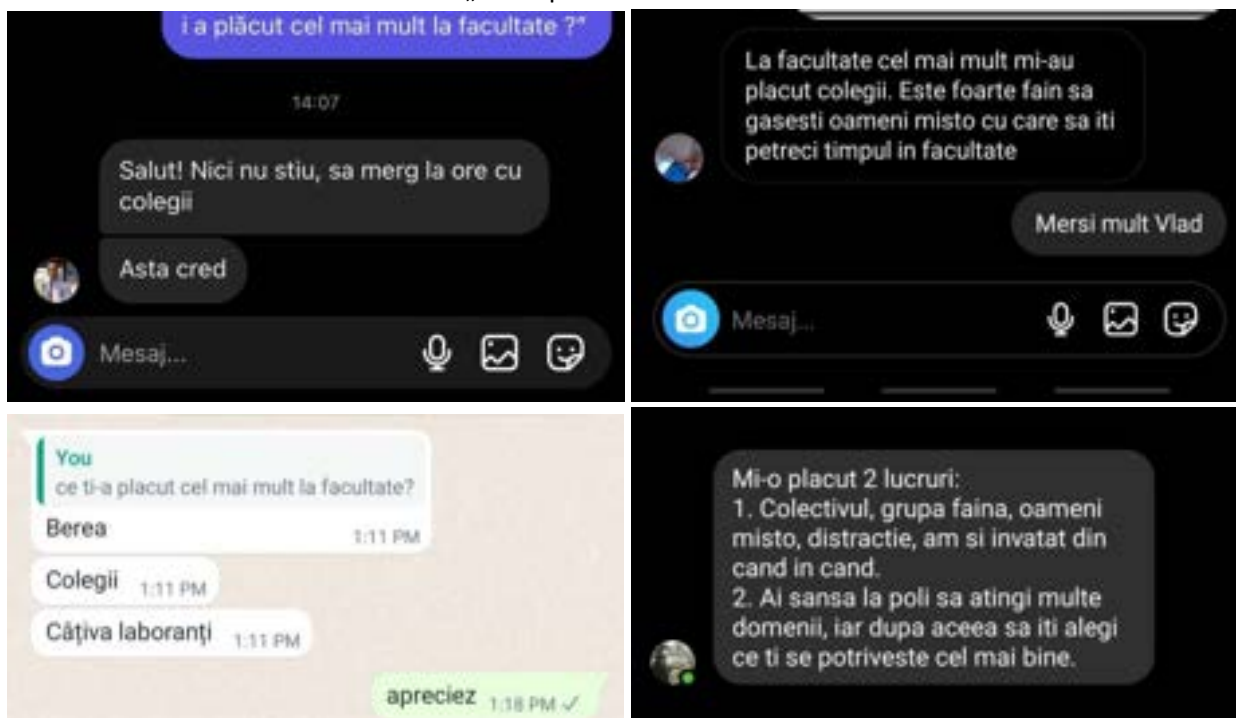 i a plăcut cel mai mult la facultate ?"
14:07
Salut! Nici nu stiu, sa merg la ore cu
colegii
Asta cred
Mesaj...
La facultate cel mai mult mi-au
placut colegii. Este foarte fain sa
gasesti oameni misto cu care sa iti
petreci timpul in facultate
Mersi mult Vlad
Mesaj...
You
ce ti-a placut cel mai mult la facultate?
Berea 1:11 PM
Colegii 1:11 PM
Câțiva laboranți 1:11 PM
apreciez 1:18 PM
Mi-o placut 2 lucruri:
1. Colectivul, grupa faina, oameni
misto, distractie, am si invatat din
cand in cand.
2. Ai sansa la poli sa atingi multe
domenii, iar dupa aceea sa iti alegi
ce ti se potriveste cel mai bine.